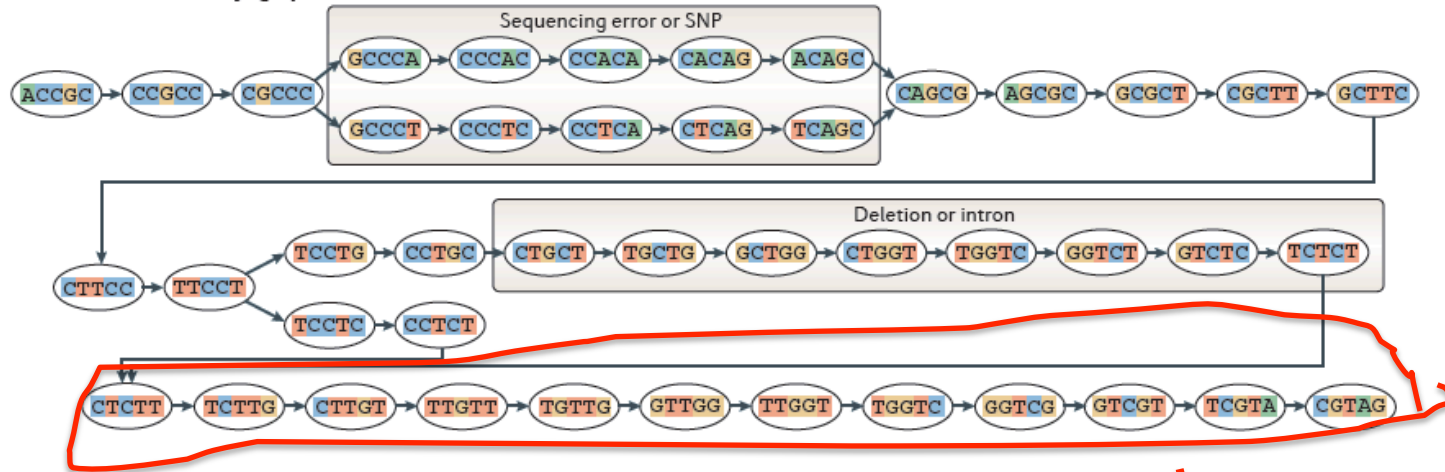 Sequencing error or SNP
GCCCA CCCAC CCACA CACAG ACAGC
ACCGC CCGCC CGCCC CAGCG AGCGC GCGCT CGCTT GCTTC
GCCCT CCCTC CCTCA CTCAG TCAGC
Deletion or intron
TCCTG CCTGC CTGCT TGCTG GCTGG CTGGT TGGTC GGTCT GTCTC TCTCT
CTTCC TTCCT
TCCTC CCTCT
CTCTT TCTTG CTTGT TTGTT TGTTG GTTGG TTGGT TGGTC GGTCG GTCGT TCGTA CGTAG